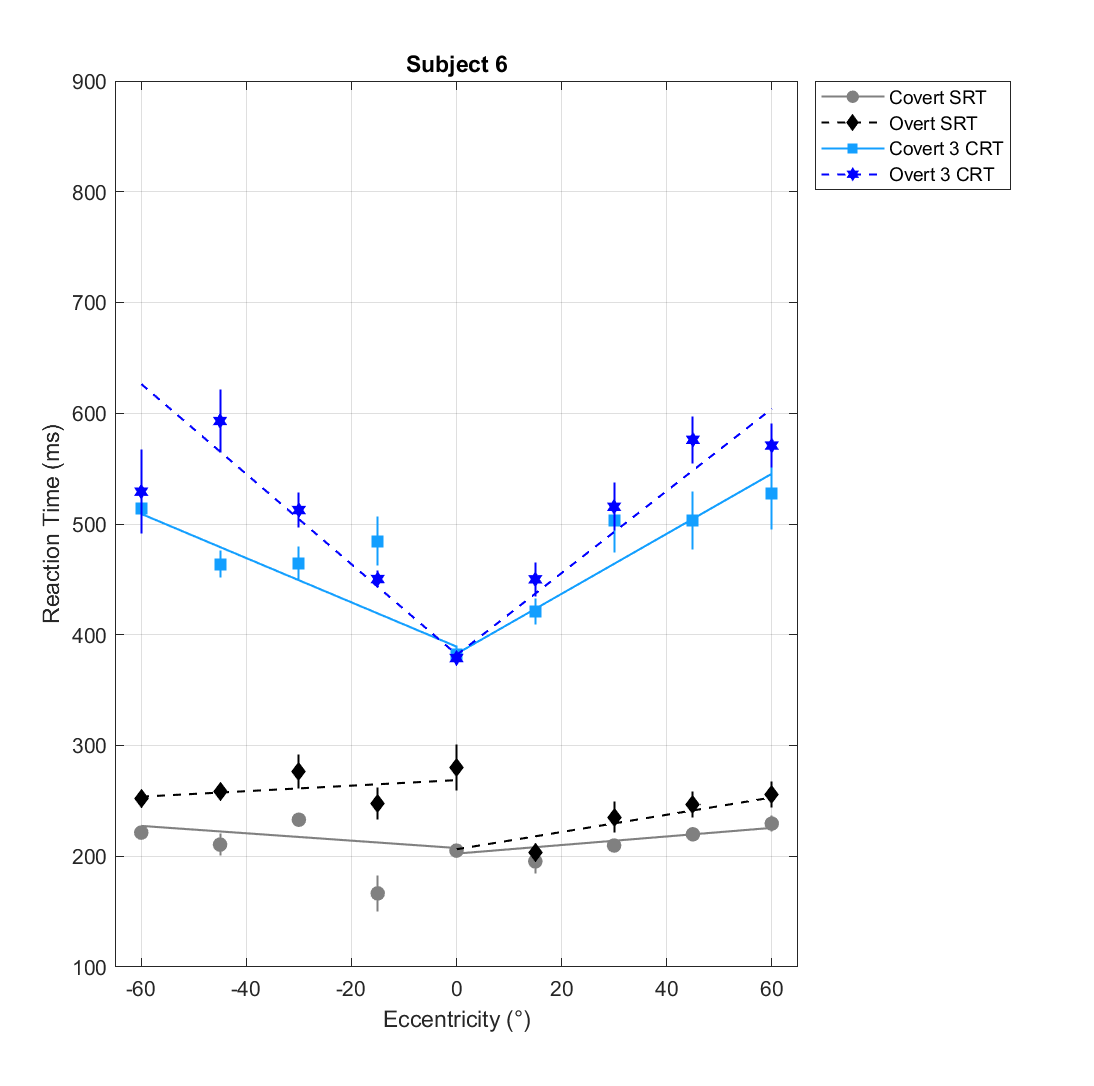 Subject 6
900
800
700
600
500
400
300
200
100
-60 -40 -20 0 20 40 60
Eccentricity (°)
Reaction Time (ms)
Covert SRT
Overt SRT
Covert 3 CRT
Overt 3 CRT